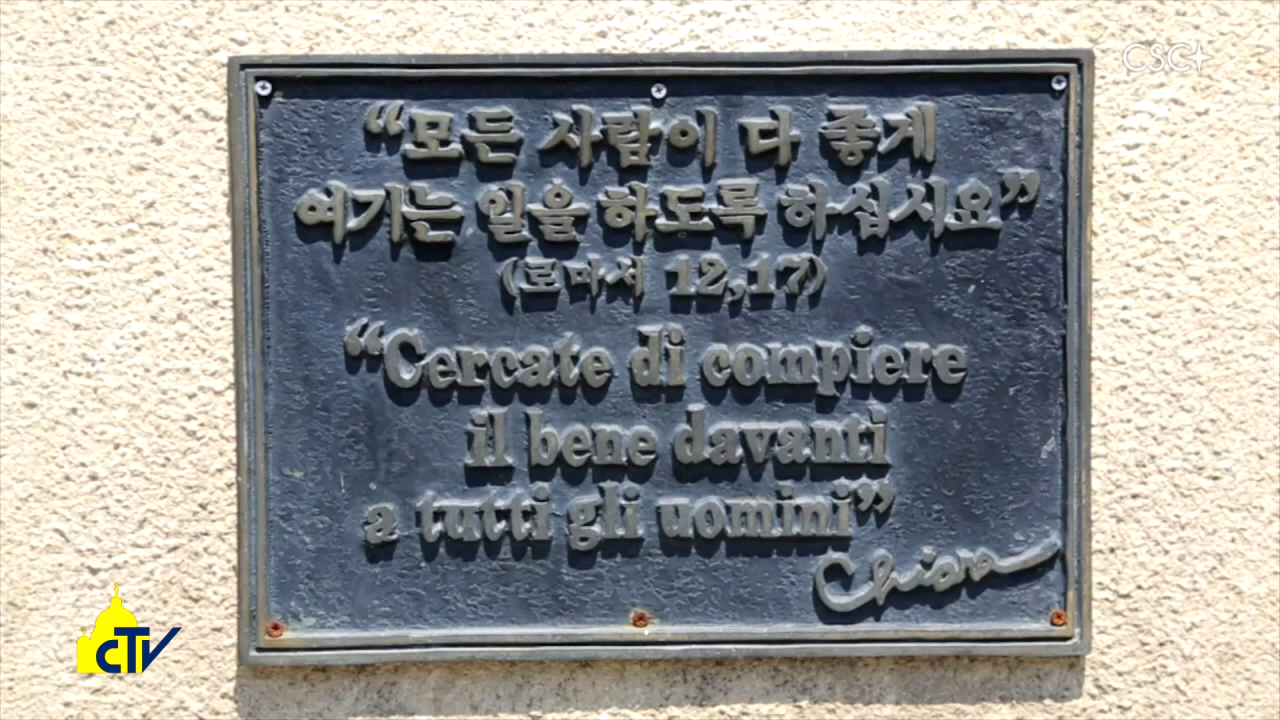 CSC+
“모든 사람이 다 좋게
여기는 일을 하도록 하십시요”
(로마서 12,17)
“Cercate di compiere
il bene davanti
a tutti gli uomini”
Chiara
CTV